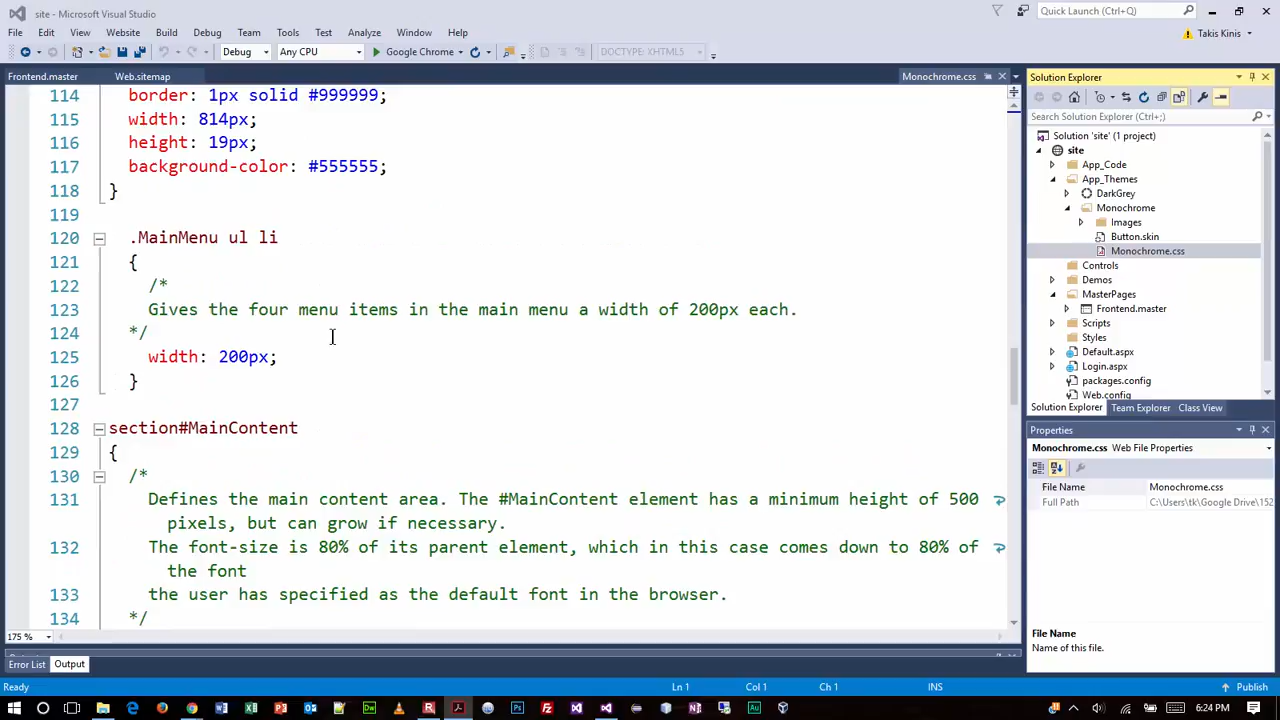 site - Microsoft Visual Studio
Quick Launch (Ctrl+Q)
File Edit View Website Build Debug Team Tools Test Analyze Window Help
Takis Kinis
Debug Any CPU Google Chrome DOCTYPE: XHTML5
Frontend.master Web.sitemap Monochrome.css
114 border: 1px solid #999999;
115 width: 814px;
116 height: 19px;
117 background-color: #555555;
118 }
119
120 .MainMenu ul li
121 {
122 /*
123 Gives the four menu items in the main menu a width of 200px each.
124 */
125 width: 200px;
126 }
127
128 section#MainContent
129 {
130 /*
131 Defines the main content area. The #MainContent element has a minimum height of 500
pixels, but can grow if necessary.
132 The font-size is 80% of its parent element, which in this case comes down to 80% of
the font
133 the user has specified as the default font in the browser.
134 */
175 %
Error List Output
Ready Ln 1 Col 1 Ch 1 INS Publish
Solution Explorer
Search Solution Explorer (Ctrl+;)
Solution 'site' (1 project)
site
App_Code
App_Themes
DarkGrey
Monochrome
Images
Button.skin
Monochrome.css
Controls
Demos
MasterPages
Frontend.master
Scripts
Styles
Default.aspx
Login.aspx
packages.config
Web.config
Solution Explorer Team Explorer Class View
Properties
Monochrome.css Web File Properties
File Name Monochrome.css
Full Path C:\Users\tk\Google Drive\152
File Name
Name of this file.
6:24 PM